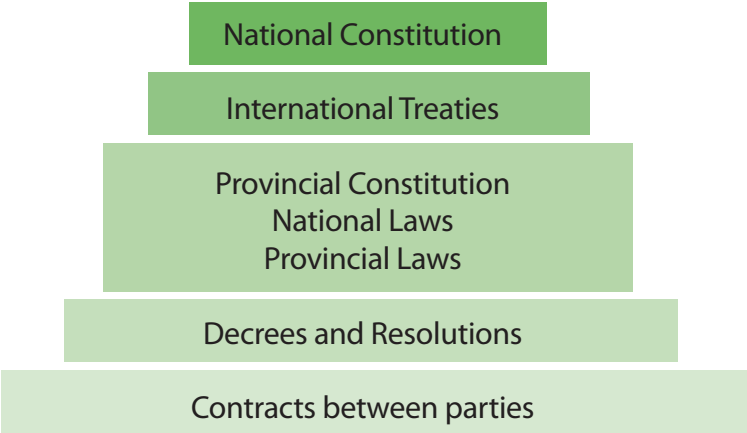 National Constitution
International Treaties
Provincial Constitution
National Laws
Provincial Laws
Decrees and Resolutions
Contracts between parties